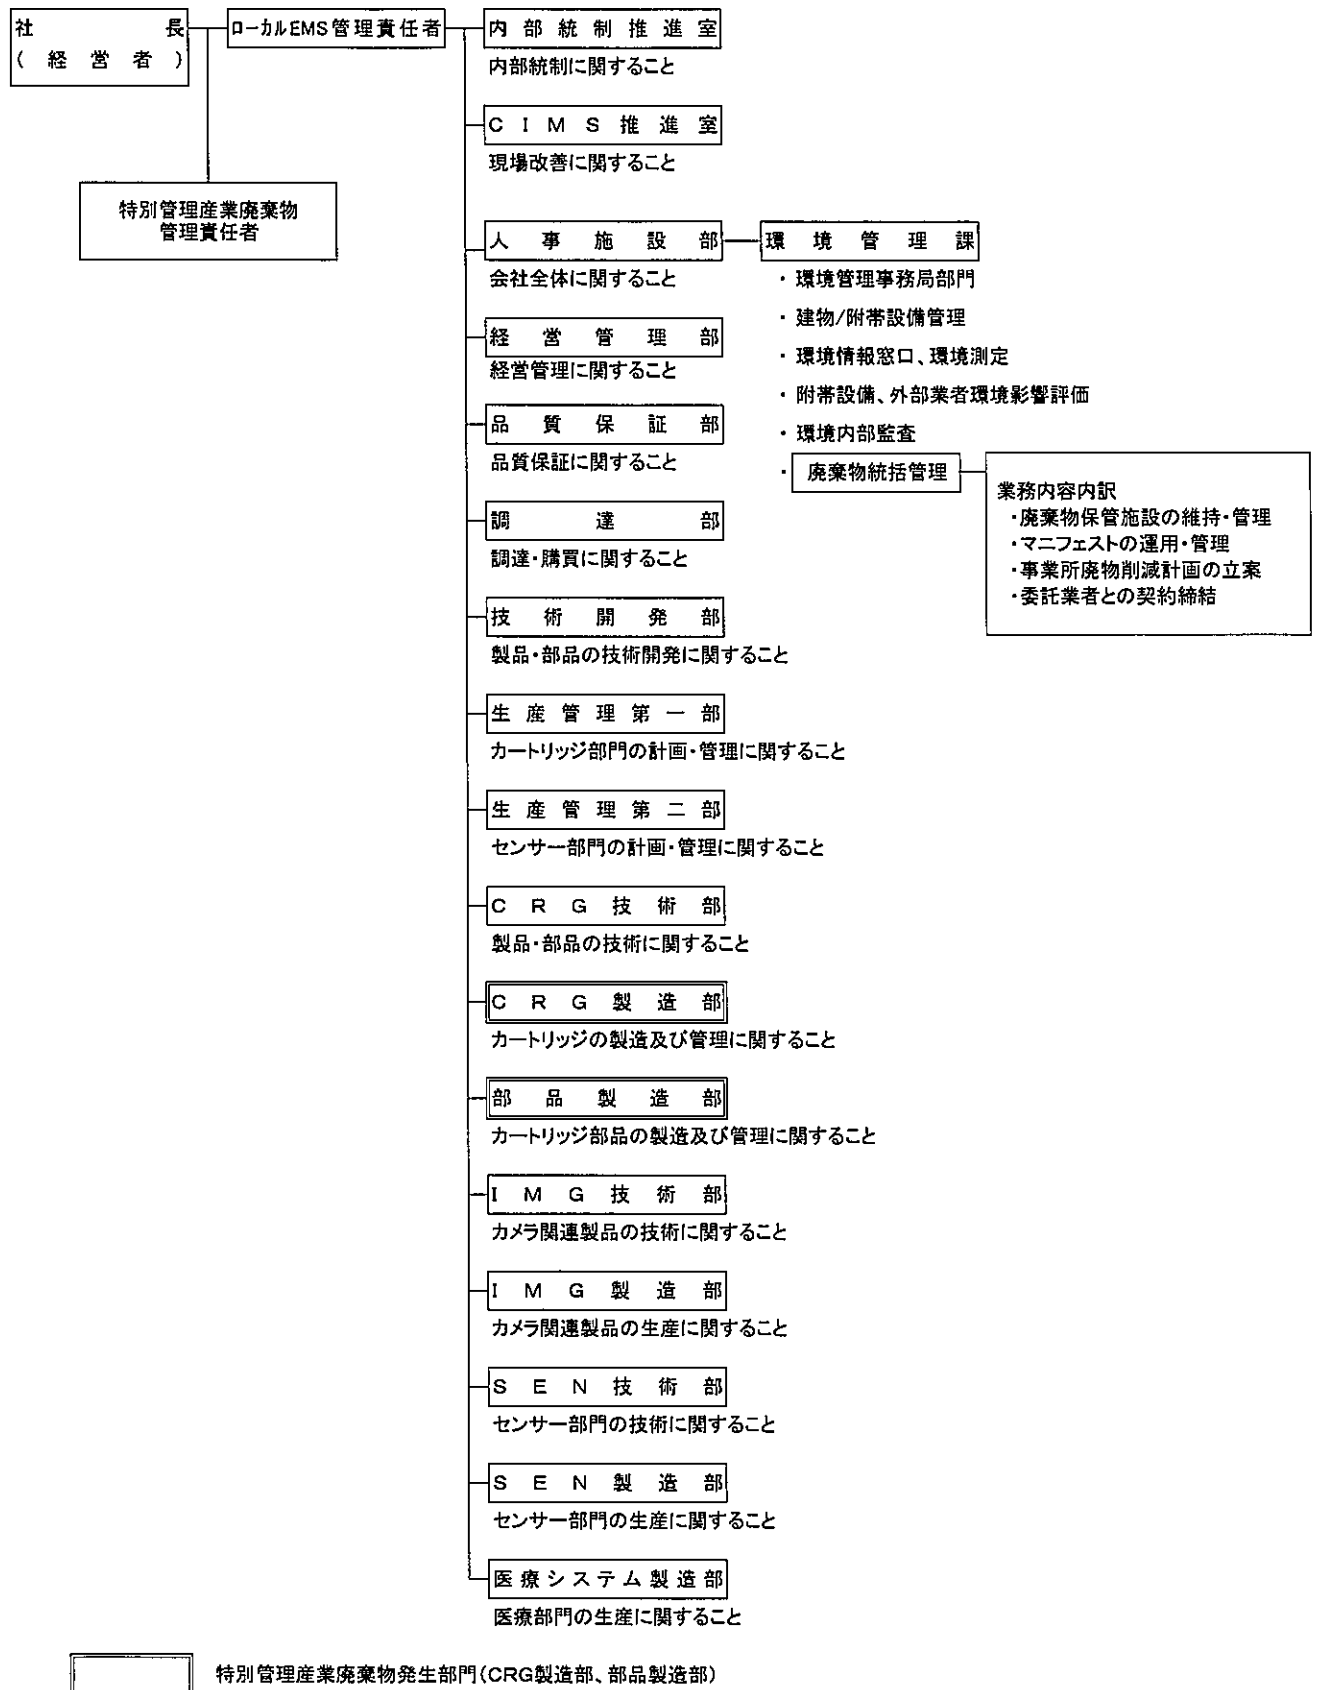 社長
(経営者)
ローカルEMS管理責任者
特別管理産業廃棄物
管理責任者
内部統制推進室
内部統制に関すること
CIMS推進室
現場改善に関すること
人事施設部
会社全体に関すること
環境管理課
・環境管理事務局部門
・建物/附帯設備管理
・環境情報窓口、環境測定
・附帯設備、外部業者環境影響評価
・環境内部監査
・廃棄物統括管理
業務内容内訳
・廃棄物保管施設の維持・管理
・マニフェストの運用・管理
・事業所廃物削減計画の立案
・委託業者との契約締結
経営管理部
経営管理に関すること
品質保証部
品質保証に関すること
調達部
調達・購買に関すること
技術開発部
製品・部品の技術開発に関すること
生産管理第一部
カートリッジ部門の計画・管理に関すること
生産管理第二部
センサー部門の計画・管理に関すること
CRG技術部
製品・部品の技術に関すること
CRG製造部
カートリッジの製造及び管理に関すること
部品製造部
カートリッジ部品の製造及び管理に関すること
IMG技術部
カメラ関連製品の技術に関すること
IMG製造部
カメラ関連製品の生産に関すること
SEN技術部
センサー部門の技術に関すること
SEN製造部
センサー部門の生産に関すること
医療システム製造部
医療部門の生産に関すること
特別管理産業廃棄物発生部門(CRG製造部、部品製造部)